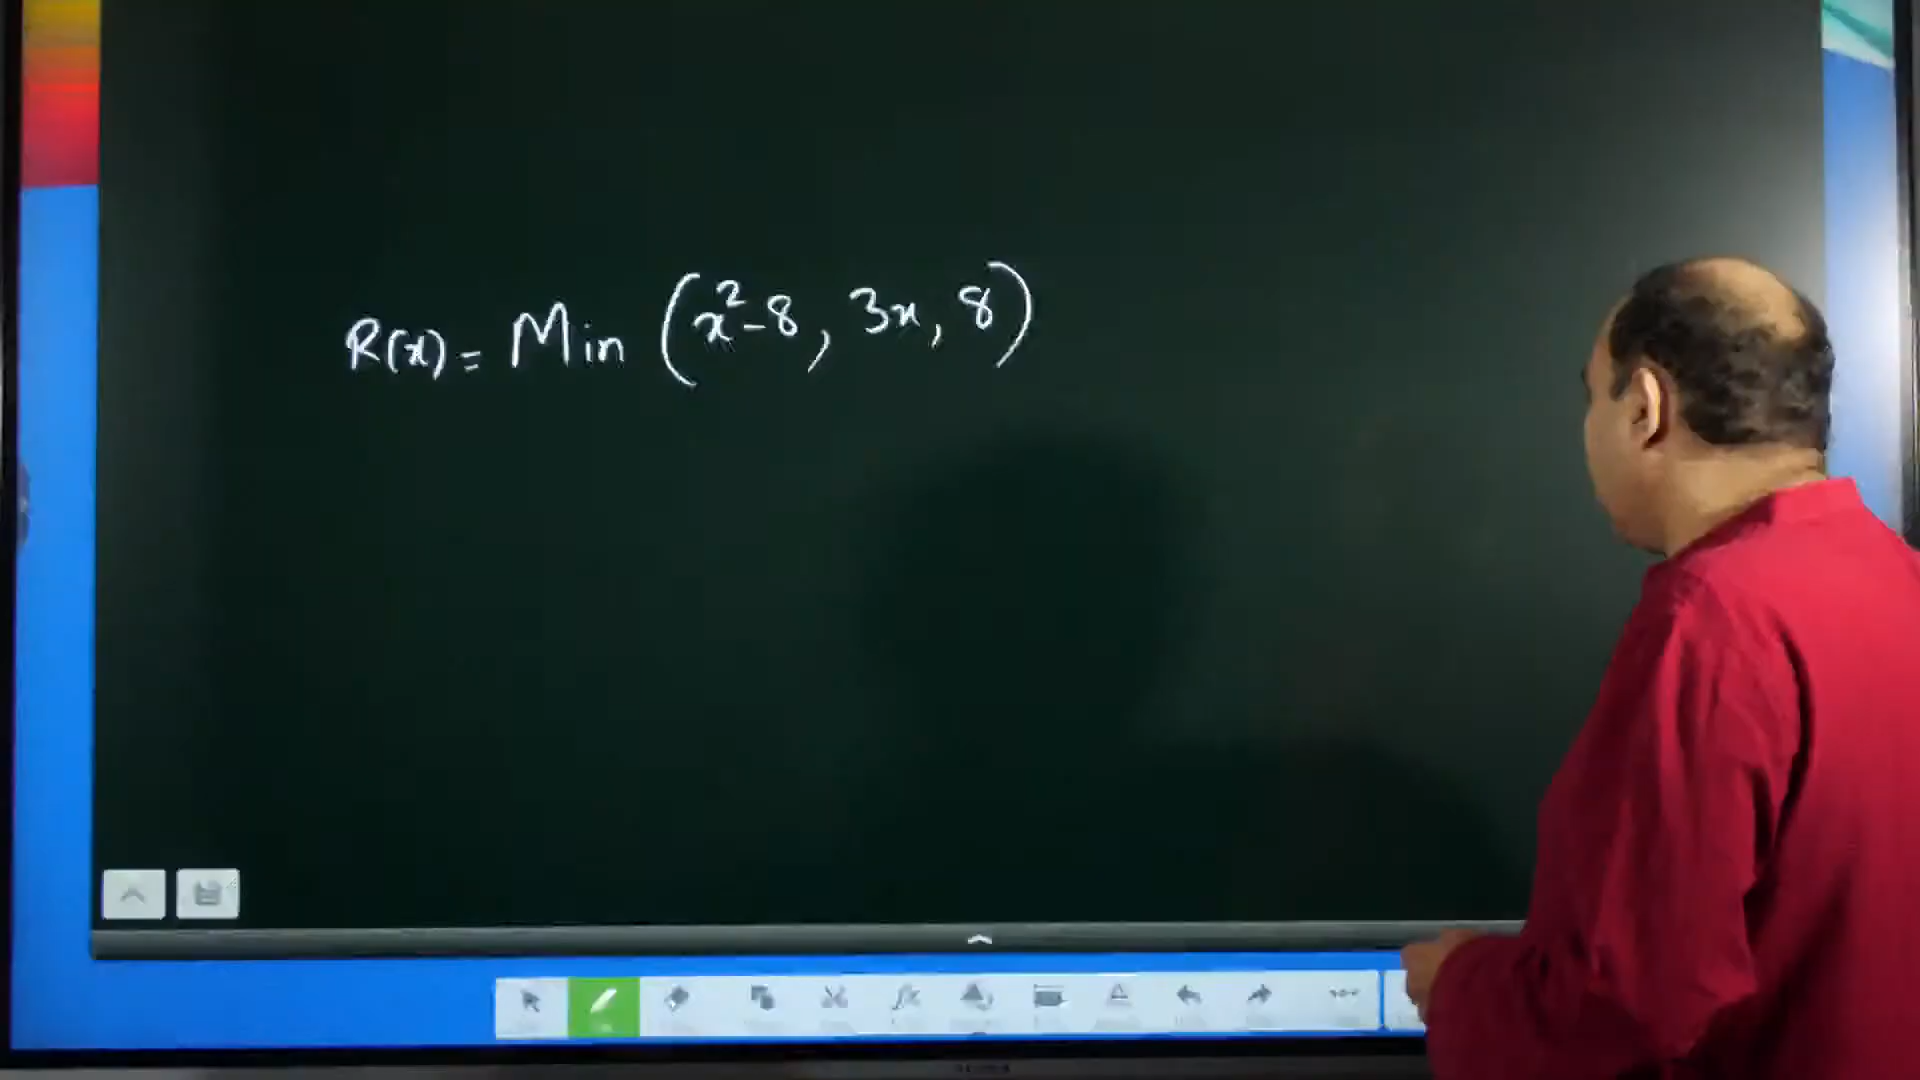 R(x) = Min (x²-8, 3x, 8)